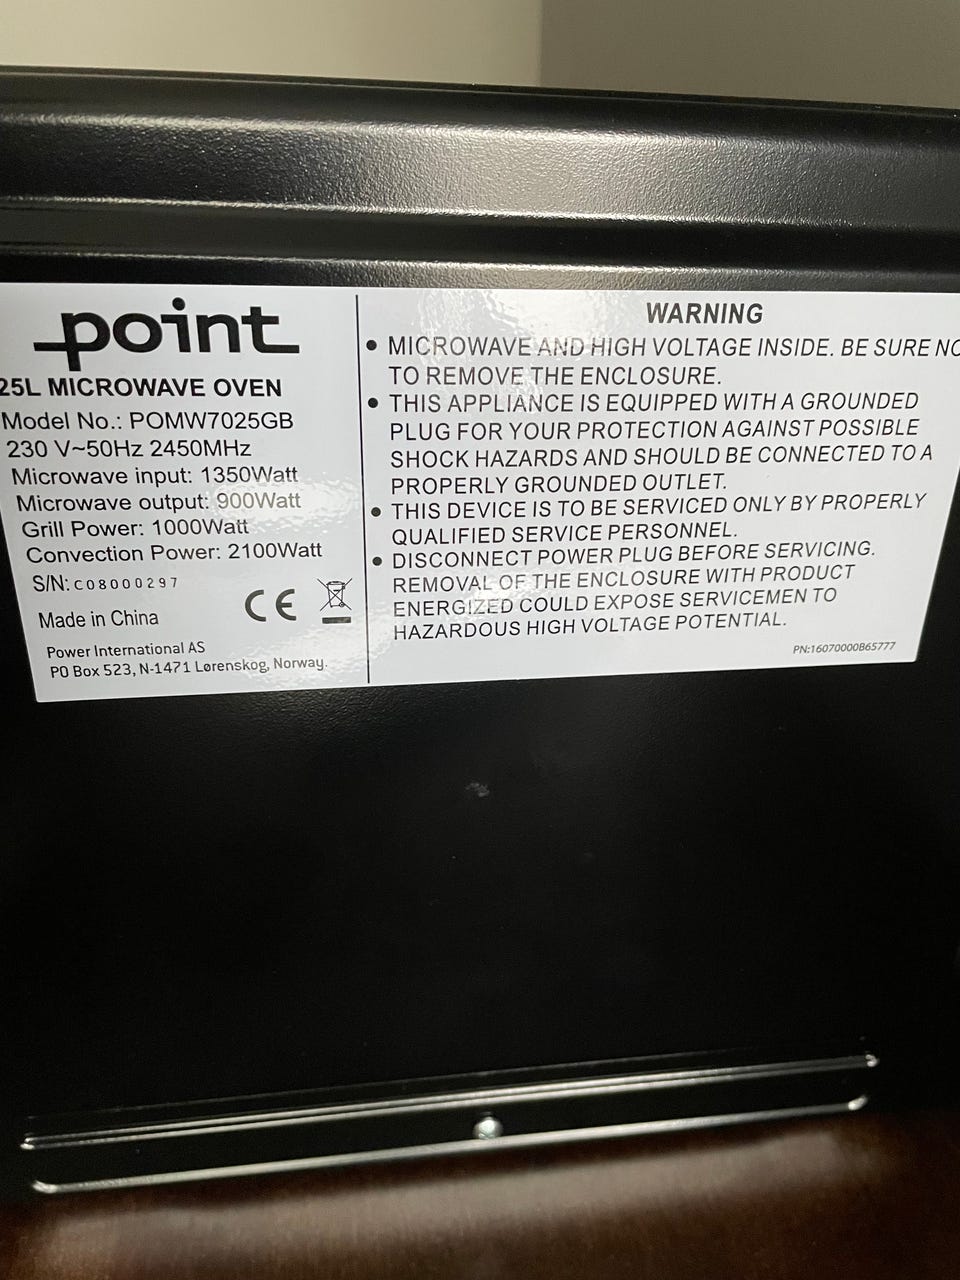 point
25L MICROWAVE OVEN
Model No.: POMW7025GB
230 V~50Hz 2450MHz
Microwave input: 1350Watt
Microwave output: 900Watt
Grill Power: 1000Watt
Convection Power: 2100Watt
S/N: C08000297
CE
Made in China
Power International AS
PO Box 523, N-1471 Lørenskog, Norway.
WARNING
• MICROWAVE AND HIGH VOLTAGE INSIDE. BE SURE
TO REMOVE THE ENCLOSURE.
• THIS APPLIANCE IS EQUIPPED WITH A GROUNDED
PLUG FOR YOUR PROTECTION AGAINST POSSIBLE
SHOCK HAZARDS AND SHOULD BE CONNECTED TO A
PROPERLY GROUNDED OUTLET.
• THIS DEVICE IS TO BE SERVICED ONLY BY PROPERLY
QUALIFIED SERVICE PERSONNEL.
• DISCONNECT POWER PLUG BEFORE SERVICING.
REMOVAL OF THE ENCLOSURE WITH PRODUCT
ENERGIZED COULD EXPOSE SERVICEMEN TO
HAZARDOUS HIGH VOLTAGE POTENTIAL.
PN:16070000B65777